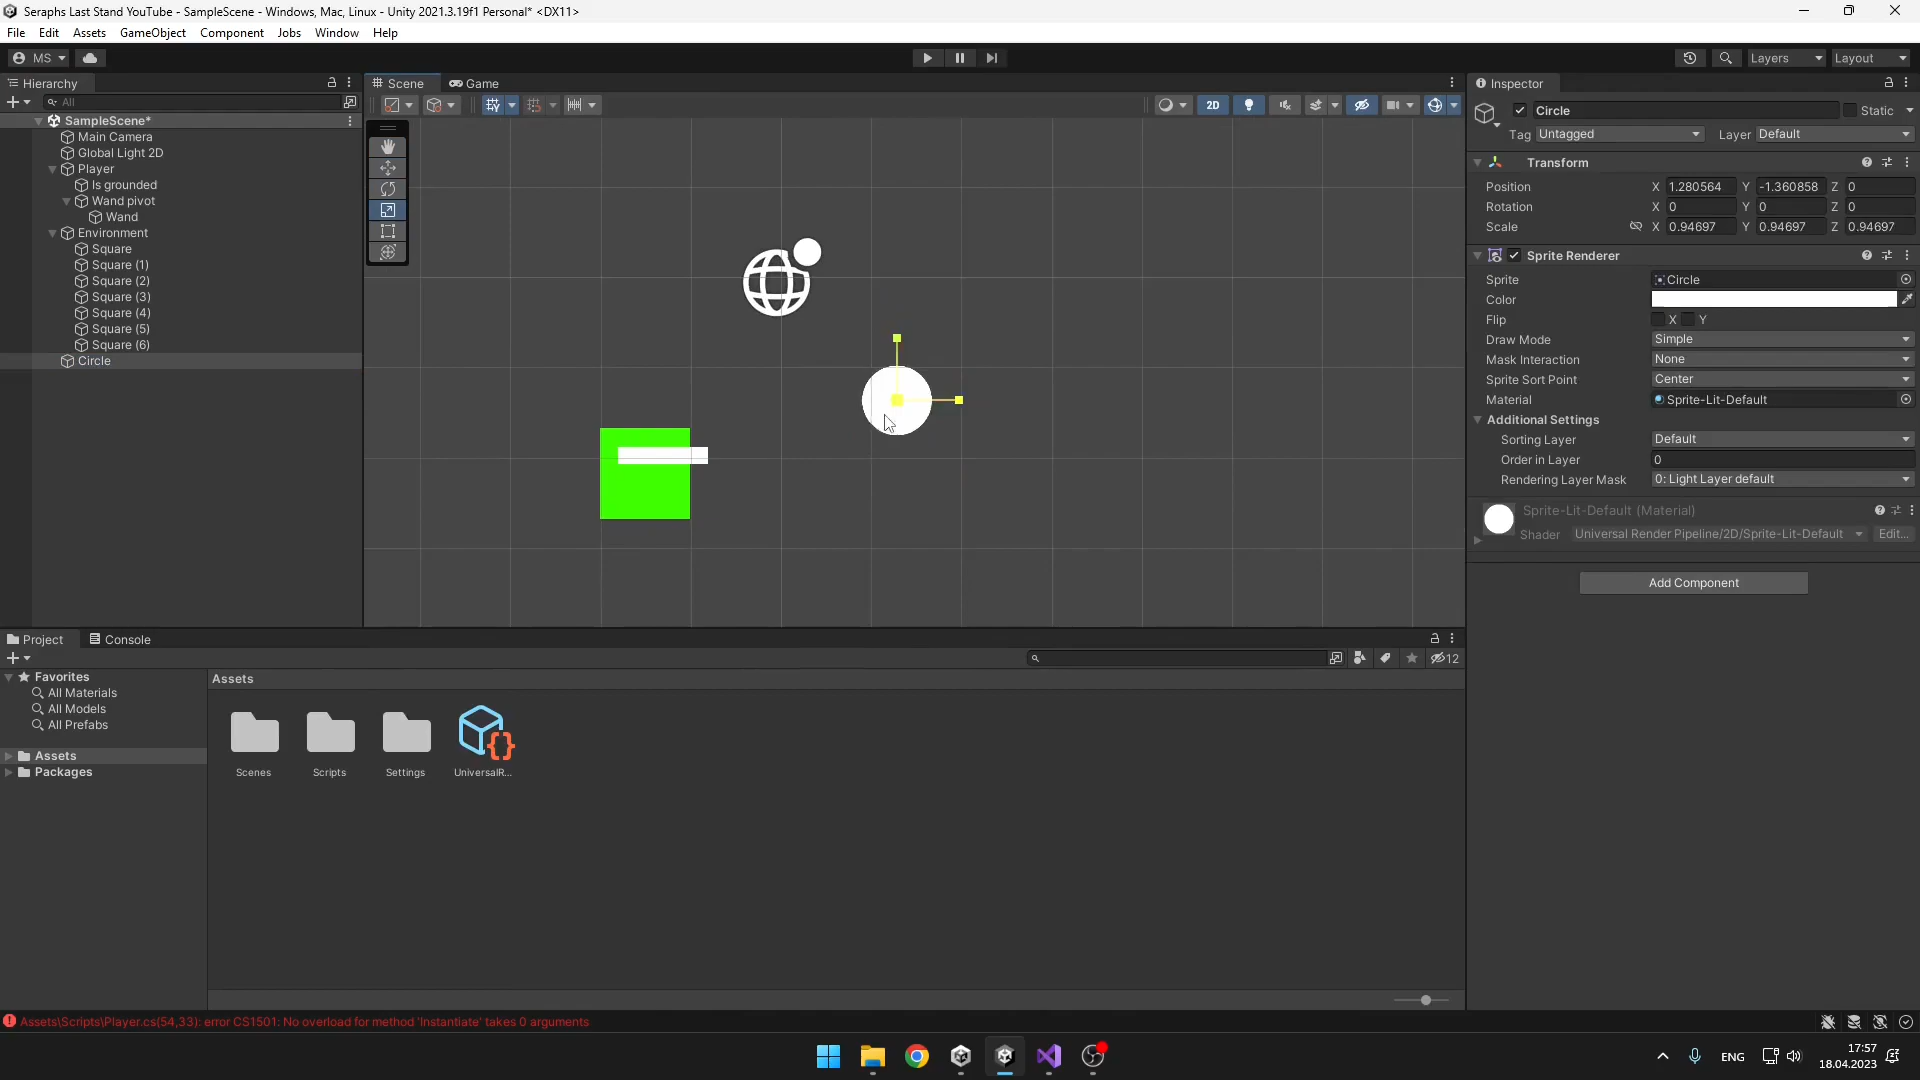 Seraphs Last Stand YouTube - SampleScene - Windows, Mac, Linux - Unity 2021.3.19f1 Personal* <DX11>
File Edit Assets GameObject Component Jobs Window Help
MS Layers Layout
Hierarchy
All
SampleScene*
Main Camera
Global Light 2D
Player
Is grounded
Wand pivot
Wand
Environment
Square
Square (1)
Square (2)
Square (3)
Square (4)
Square (5)
Square (6)
Circle
Scene Game
2D
Inspector
Circle Static
Tag Untagged Layer Default
Transform
Position X 1.280564 Y -1.360858 Z 0
Rotation X 0 Y 0 Z 0
Scale X 0.94697 Y 0.94697 Z 0.94697
Sprite Renderer
Sprite Circle
Color
Flip X Y
Draw Mode Simple
Mask Interaction None
Sprite Sort Point Center
Material Sprite-Lit-Default
Additional Settings
Sorting Layer Default
Order in Layer 0
Rendering Layer Mask 0: Light Layer default
Sprite-Lit-Default (Material)
Shader Universal Render Pipeline/2D/Sprite-Lit-Default Edit...
Add Component
Project Console
12
Favorites
All Materials
All Models
All Prefabs
Assets
Packages
Assets
Scenes Scripts Settings UniversalR...
Assets\Scripts\Player.cs(54,33): error CS1501: No overload for method 'Instantiate' takes 0 arguments
ENG
17:57
18.04.2023